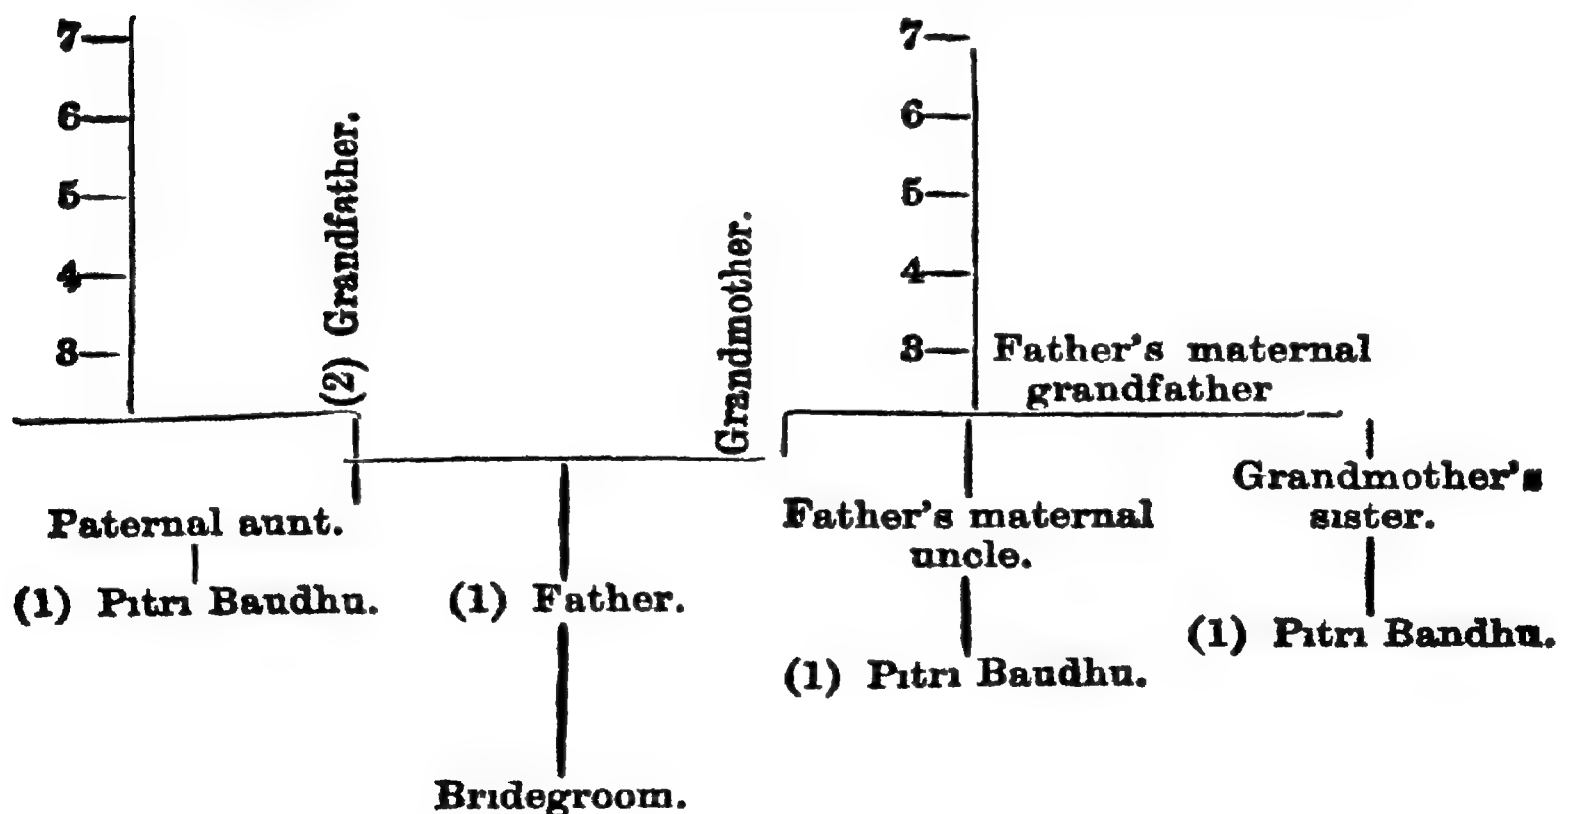 7
6
5
4
3
(2) Grandfather.
Grandmother.
7
6
5
4
3
Father's maternal
grandfather
Paternal aunt.
(1) Pitri Baudhu.
(1) Father.
Father's maternal
uncle.
(1) Pitri Baudhu.
Grandmother's
sister.
(1) Pitri Bandhu.
Bridegroom.